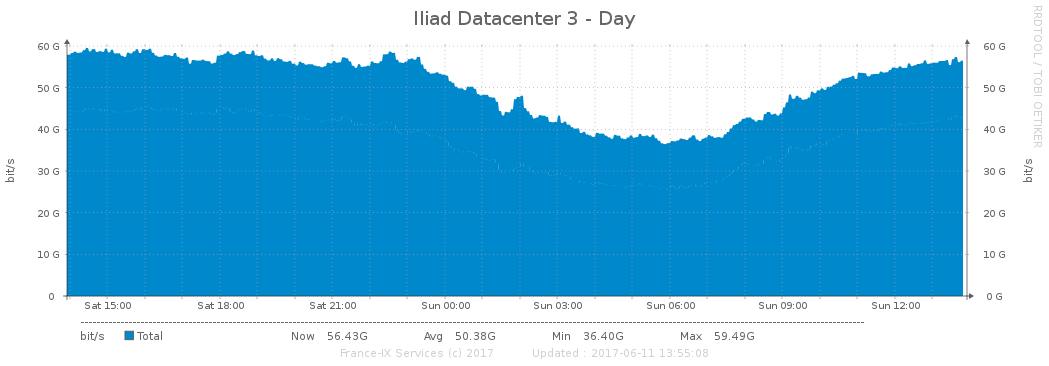 Iliad Datacenter 3 - Day
RRDTOOL / TOBI OETIKER
bit/s
bit/s
60 G 60 G
50 G 50 G
40 G 40 G
30 G 30 G
20 G 20 G
10 G 10 G
0 0 G
Sat 15:00 Sat 18:00 Sat 21:00 Sun 00:00 Sun 03:00 Sun 06:00 Sun 09:00 Sun 12:00
bit/s Total Now 56.43G Avg 50.38G Min 36.40G Max 59.49G
France-IX Services (c) 2017 Updated : 2017-06-11 13:55:08